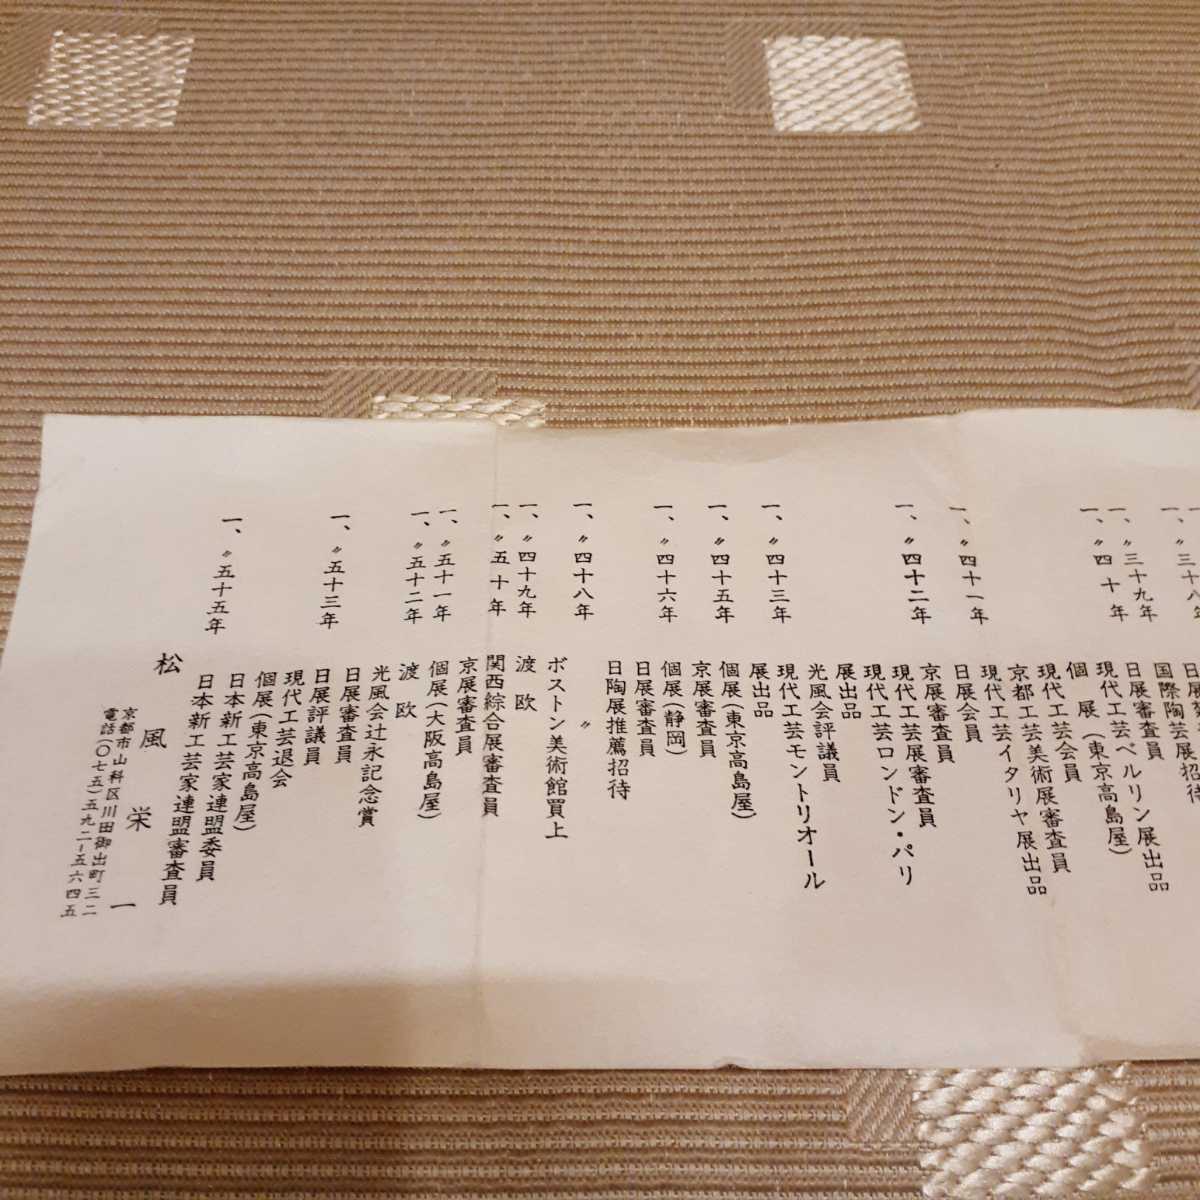 一、〃三十八年
国際陶芸展招待
一、〃三十九年 日展審査員
現代工芸ベルリン展出品
一、〃四十年 個展（東京高島屋）
現代工芸会員
京都工芸美術展審査員
現代工芸イタリヤ展出品
一、〃四十一年 日展会員
京展審査員
一、〃四十二年 現代工芸展審査員
現代工芸ロンドン・パリ
展出品
光風会評議員
一、〃四十三年 現代工芸モントリオール
展出品
一、〃四十五年 個展（東京高島屋）
京展審査員
一、〃四十六年 個展（静岡）
日展審査員
日陶展推薦招待
一、〃四十八年 〃
ボストン美術館買上
一、〃四十九年 渡欧
一、〃五十年 関西綜合展審査員
京展審査員
一、〃五十一年 個展（大阪高島屋）
一、〃五十二年 渡欧
光風会辻永記念賞
日展審査員
一、〃五十三年 日展評議員
現代工芸退会
個展（東京高島屋）
日本新工芸家連盟委員
一、〃五十五年 日本新工芸家連盟審査員
松風栄一
京都市山科区川田御出町三二
電話（〇七五）五九二－五六四五